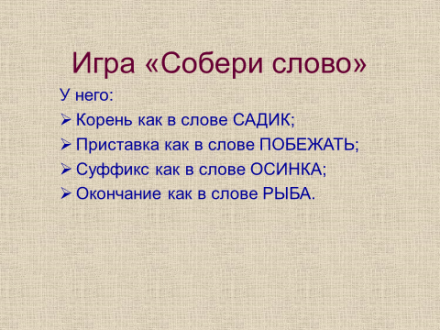 Игра «Собери слово»
У него:
➢ Корень как в слове САДИК;
➢ Приставка как в слове ПОБЕЖАТЬ;
➢ Суффикс как в слове ОСИНКА;
➢ Окончание как в слове РЫБА.